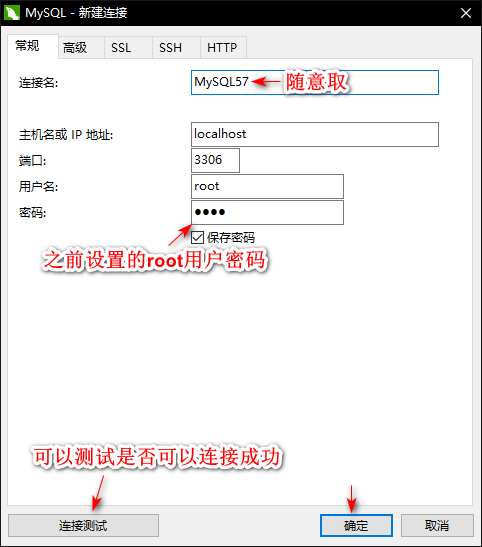 MySQL - 新建连接
常规 高级 SSL SSH HTTP
连接名: MySQL57 随意取
主机名或 IP 地址: localhost
端口: 3306
用户名: root
密码: ●●●●
保存密码
之前设置的root用户密码
可以测试是否可以连接成功
连接测试 确定 取消